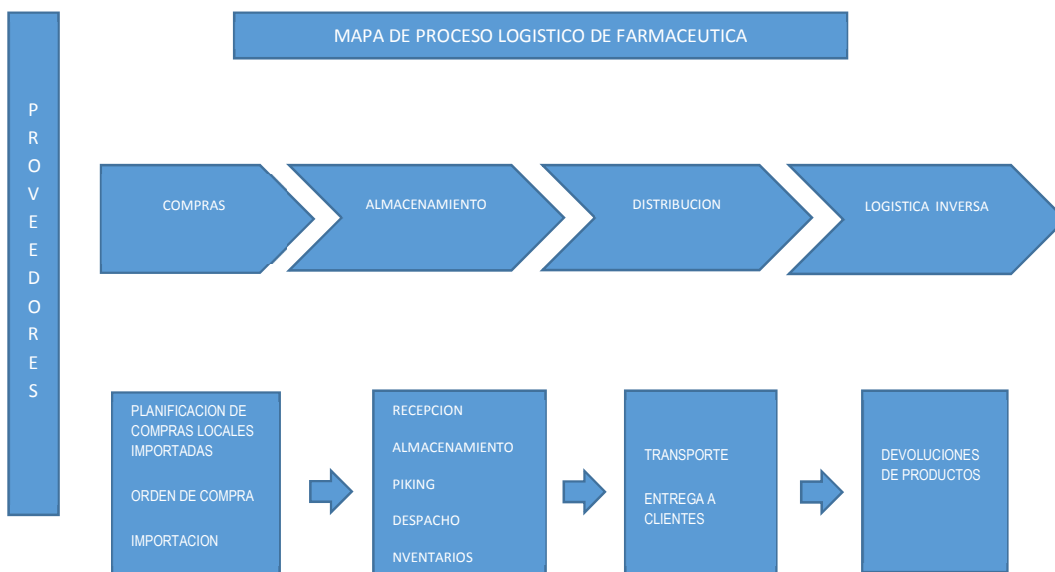 PROVEEDORES
MAPA DE PROCESO LOGISTICO DE FARMACEUTICA
COMPRAS
ALMACENAMIENTO
DISTRIBUCION
LOGISTICA INVERSA
PLANIFICACION DE
COMPRAS LOCALES
IMPORTADAS
ORDEN DE COMPRA
IMPORTACION
RECEPCION
ALMACENAMIENTO
PIKING
DESPACHO
NVENTARIOS
TRANSPORTE
ENTREGA A
CLIENTES
DEVOLUCIONES
DE PRODUCTOS